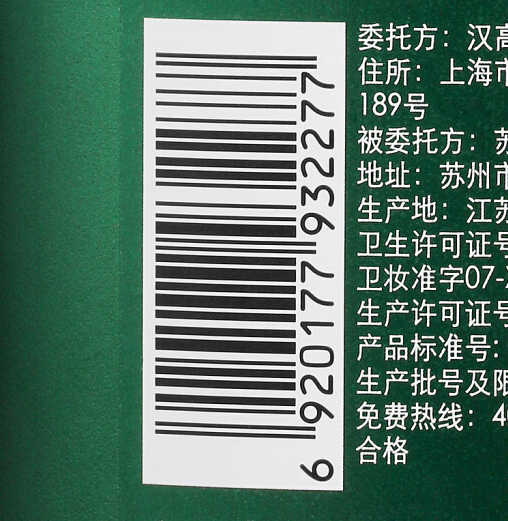 6 920177 932277
委托方：汉高
住所：上海市
189号
被委托方：苏
地址：苏州市
生产地：江苏
卫生许可证号
卫妆准字07-
生产许可证号
产品标准号：
生产批号及限
免费热线：4
合格